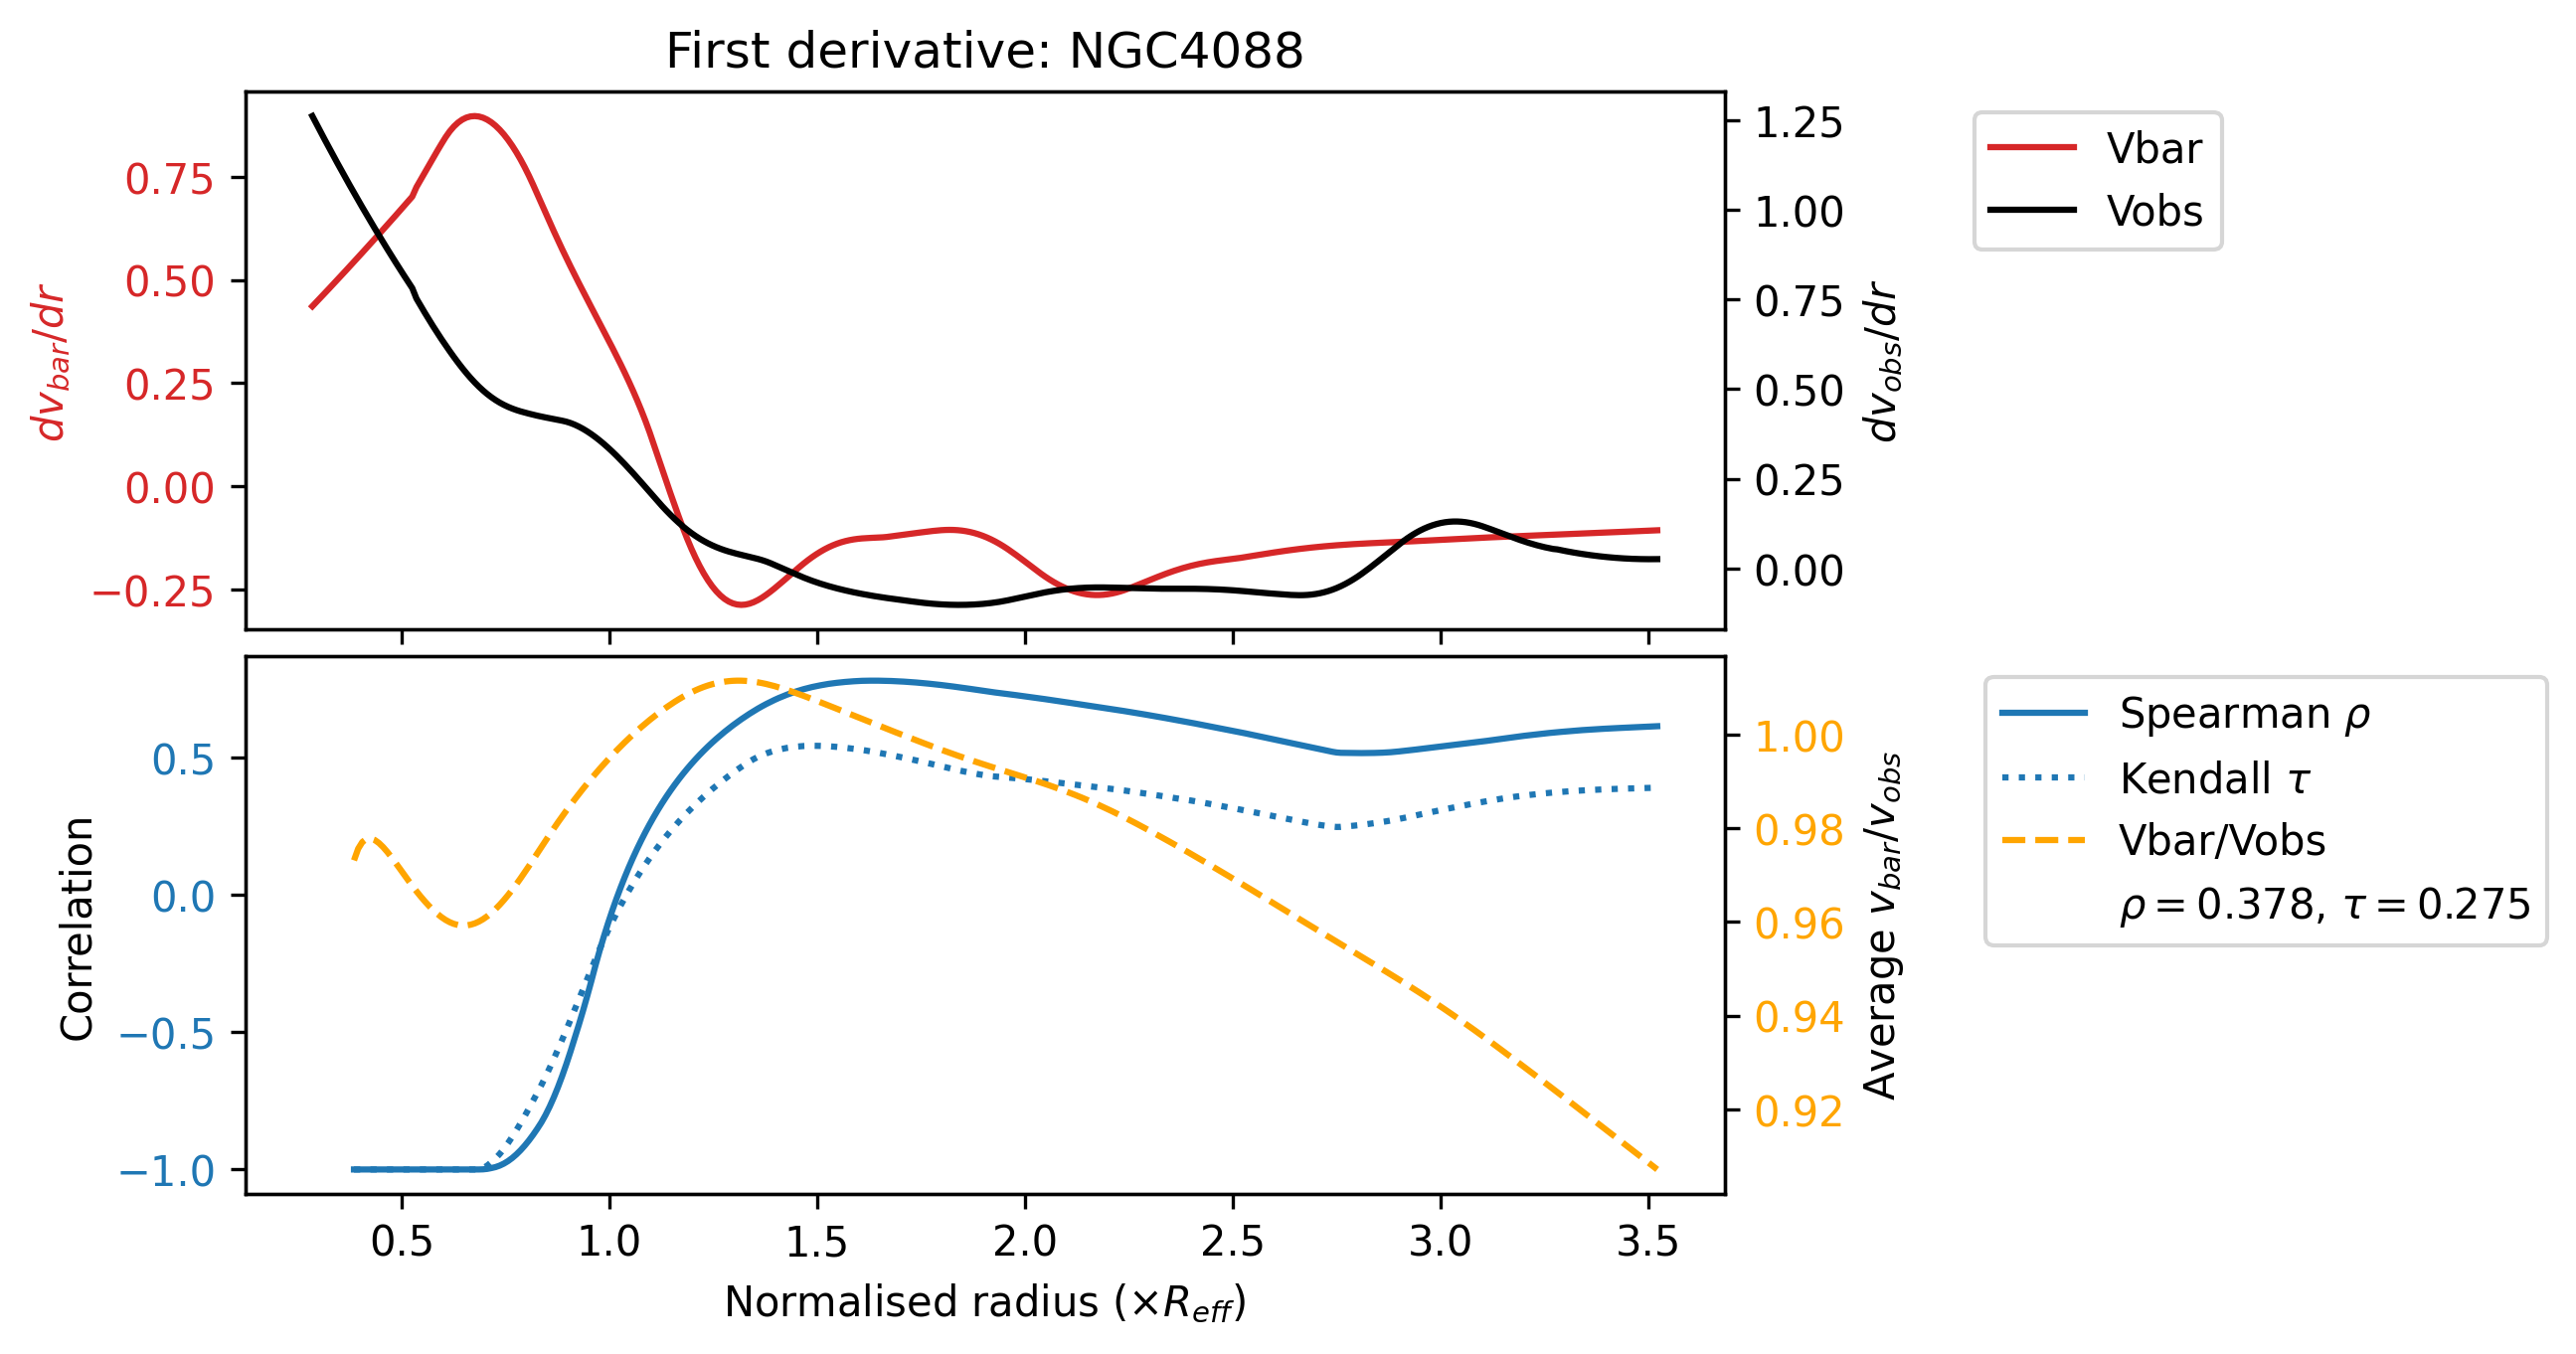 First derivative: NGC4088
dv_bar/dr
0.75
0.50
0.25
0.00
−0.25
1.25
1.00
0.75
0.50
0.25
0.00
dv_obs/dr
Vbar
Vobs
Correlation
0.5
0.0
−0.5
−1.0
1.00
0.98
0.96
0.94
0.92
Average v_bar/v_obs
Spearman ρ
Kendall τ
Vbar/Vobs
ρ = 0.378, τ = 0.275
0.5 1.0 1.5 2.0 2.5 3.0 3.5
Normalised radius (×R_eff)